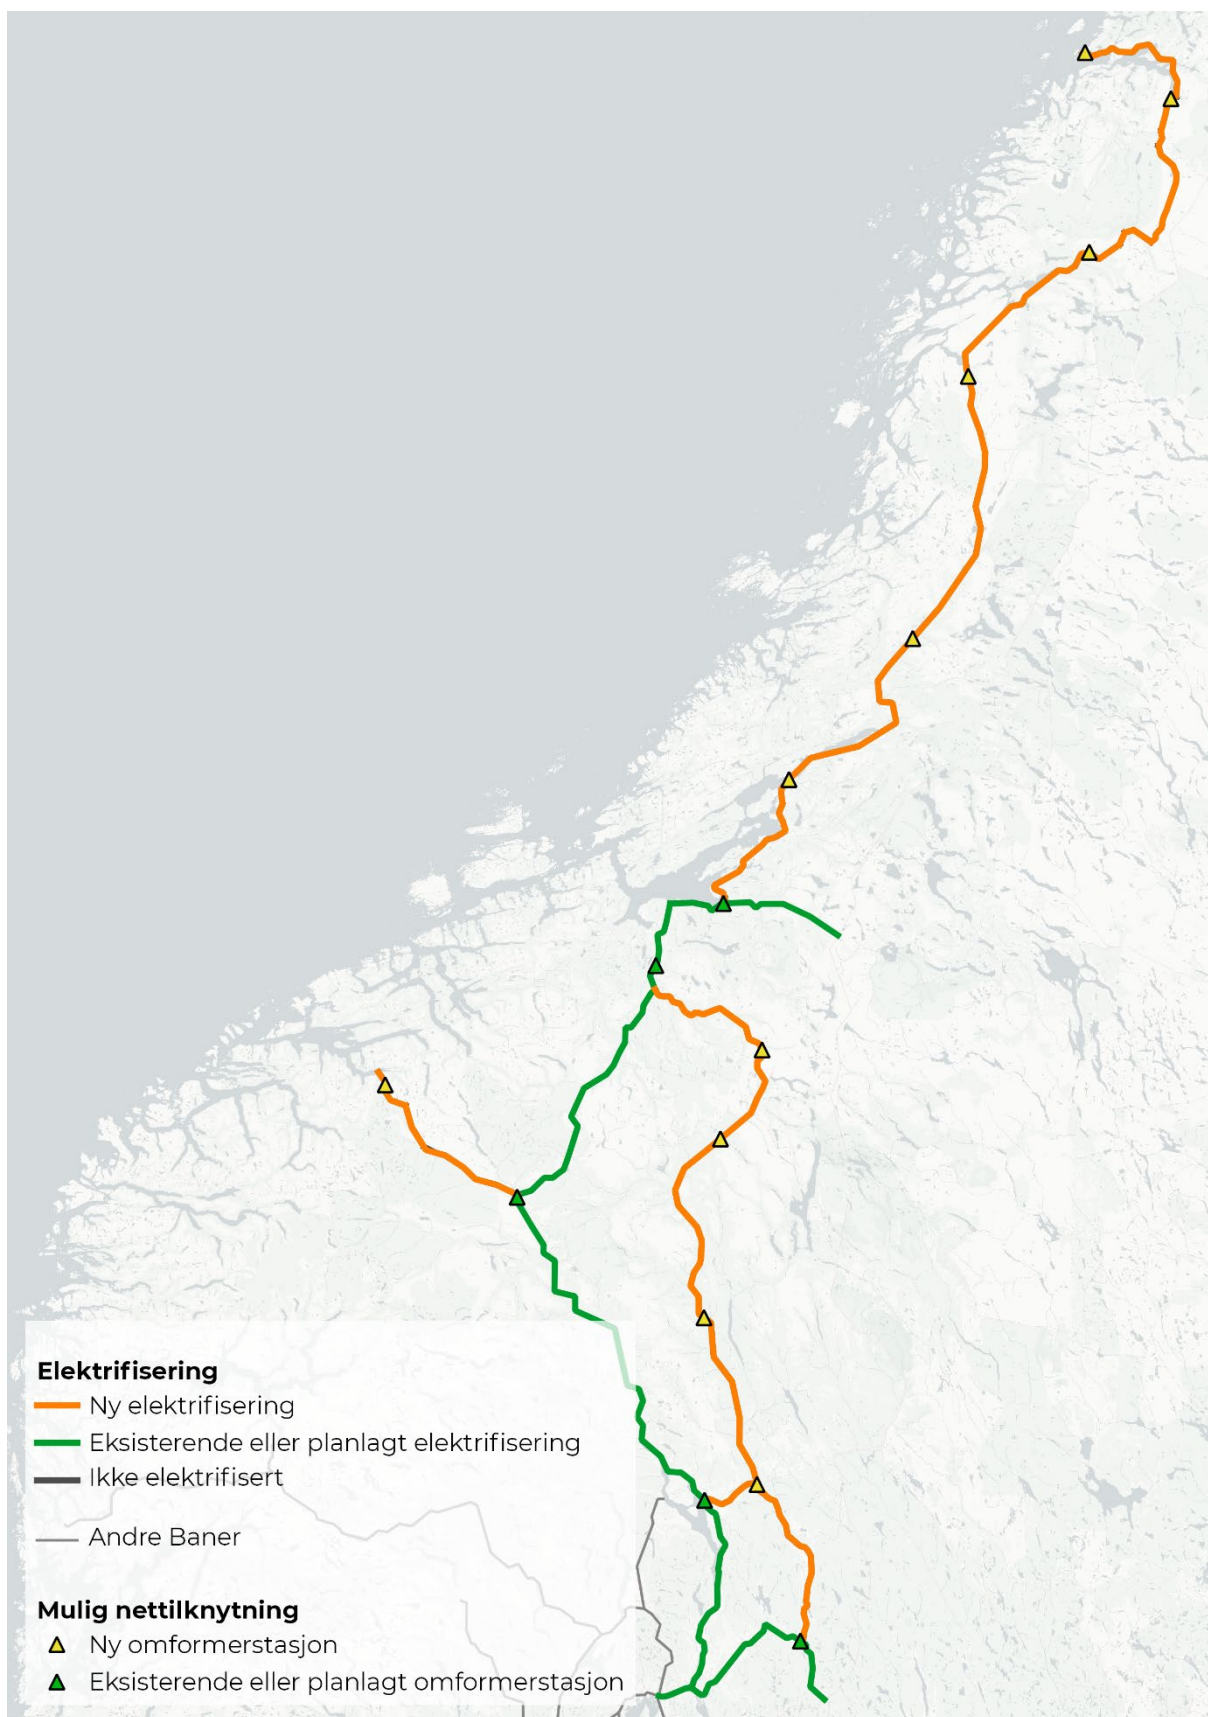 Elektrifisering
Ny elektrifisering
Eksisterende eller planlagt elektrifisering
Ikke elektrifisert
Andre Baner
Mulig nettilknytning
Ny omformerstasjon
Eksisterende eller planlagt omformerstasjon